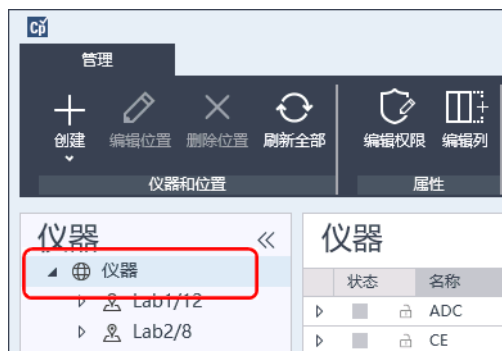 Cp
管理
创建
编辑位置
删除位置
刷新全部
编辑权限
编辑列
仪器和位置
属性
仪器
仪器
仪器
状态
名称
Lab1/12
ADC
Lab2/8
CE